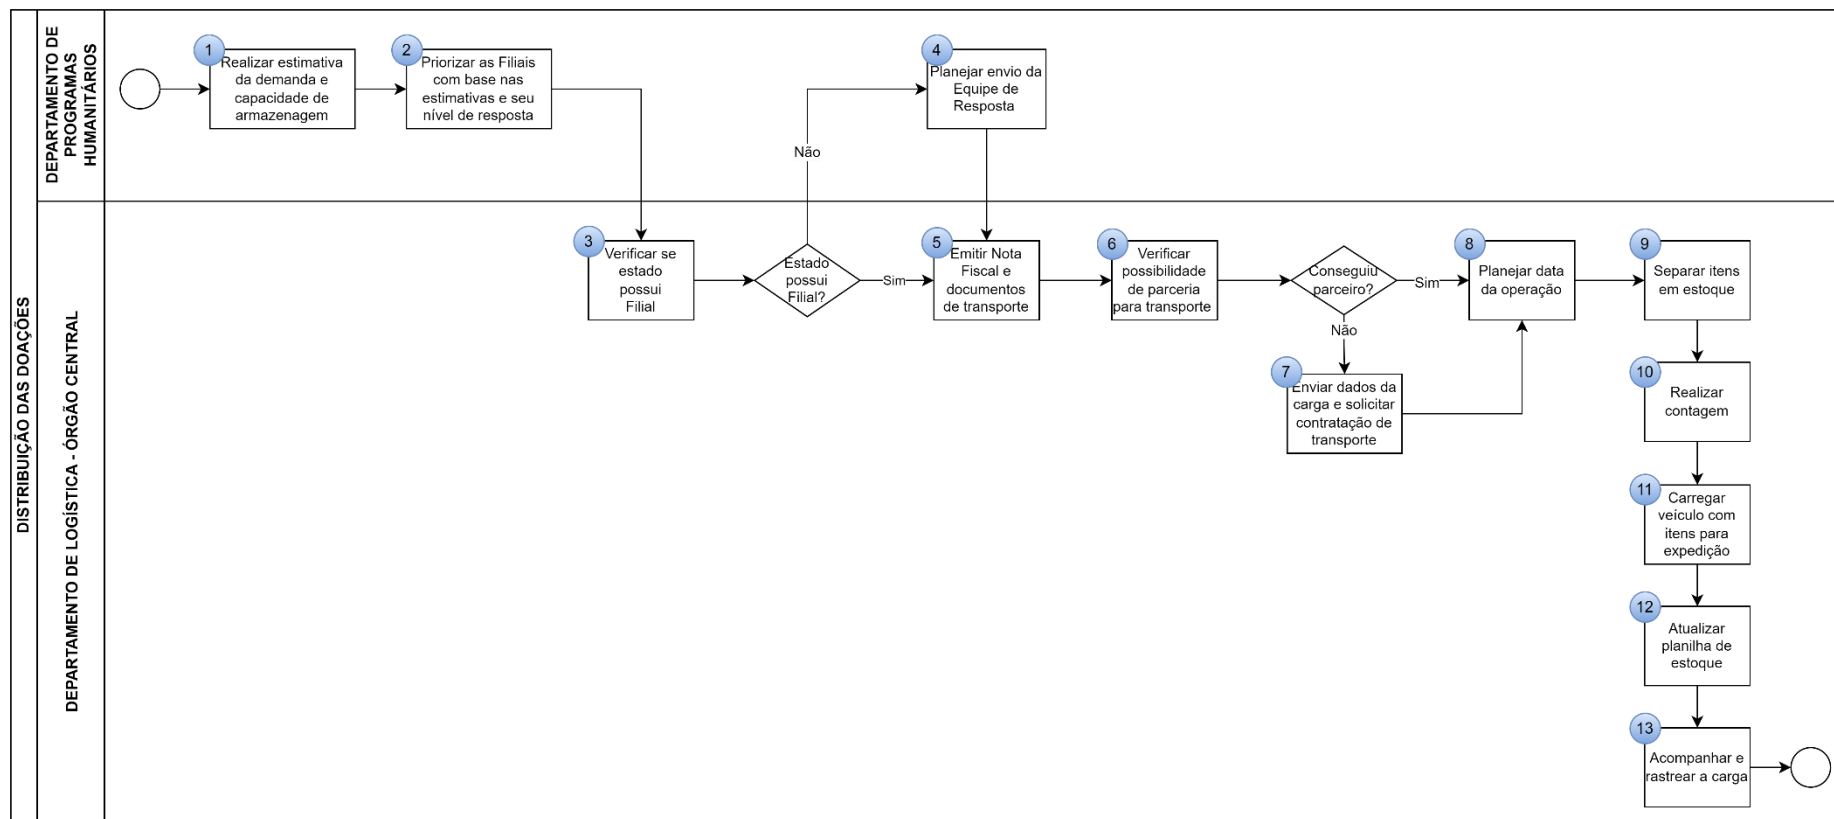 DISTRIBUIÇÃO DAS DOAÇÕES
DEPARTAMENTO DE
PROGRAMAS
HUMANITÁRIOS
1
Realizar estimativa
da demanda e
capacidade de
armazenagem
2
Priorizar as Filiais
com base nas
estimativas e seu
nível de resposta
4
Planejar envio da
Equipe de
Resposta
Não
DEPARTAMENTO DE LOGÍSTICA - ÓRGÃO CENTRAL
3
Verificar se
estado possui
Filial
Estado
possui
Filial?
Sim
5
Emitir Nota
Fiscal e
documentos
de transporte
6
Verificar
possibilidade
de parceria
para transporte
Conseguiu
parceiro?
Sim
Não
7
Enviar dados da
carga e solicitar
contratação de
transporte
8
Planejar data
da operação
9
Separar itens
em estoque
10
Realizar
contagem
11
Carregar
veículo com
itens para
expedição
12
Atualizar
planilha de
estoque
13
Acompanhar e
rastrear a carga